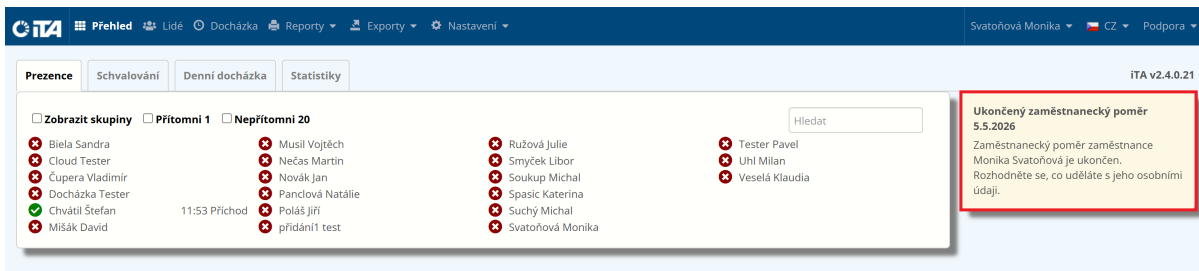 iTA Přehled Lidé Docházka Reporty Exporty Nastavení Svatoňová Monika CZ Podpora
Prezence Schvalování Denní docházka Statistiky iTA v2.4.0.21
Zobrazit skupiny Přítomni 1 Nepřítomni 20 Hledat
Biela Sandra Musil Vojtěch Ružová Julie Tester Pavel
Cloud Tester Nečas Martin Smyček Libor Uhl Milan
Čupera Vladimír Novák Jan Soukup Michal Veselá Klaudia
Docházka Tester Panclová Natálie Spasic Katerina
Chvátil Štefan 11:53 Příchod Poláš Jiří Suchý Michal
Mišák David přidání1 test Svatoňová Monika
Ukončený zaměstnanecký poměr
5.5.2026
Zaměstnanecký poměr zaměstnance
Monika Svatoňová je ukončen.
Rozhodněte se, co uděláte s jeho osobními
údaji.